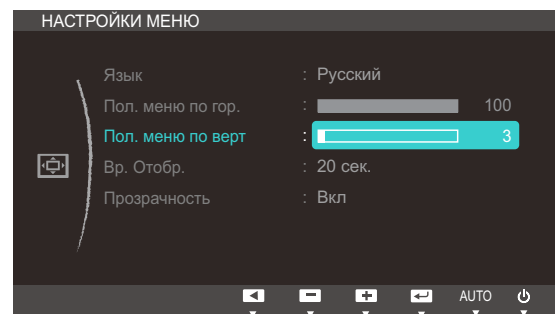 НАСТРОЙКИ МЕНЮ
Язык : Русский
Пол. меню по гор. : 100
Пол. меню по верт : 3
Вр. Отобр. : 20 сек.
Прозрачность : Вкл
AUTO